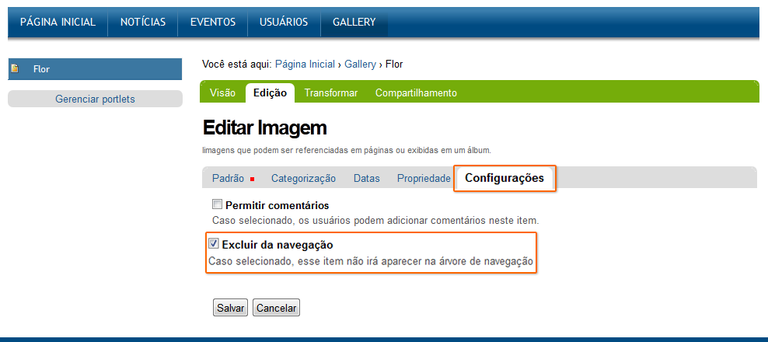 PÁGINA INICIAL NOTÍCIAS EVENTOS USUÁRIOS GALLERY
Flor
Gerenciar portlets
Você está aqui: Página Inicial › Gallery › Flor
Visão Edição Transformar Compartilhamento
Editar Imagem
Iimagens que podem ser referenciadas em páginas ou exibidas em um álbum.
Padrão Categorização Datas Propriedade Configurações
Permitir comentários
Caso selecionado, os usuários podem adicionar comentários neste item.
Excluir da navegação
Caso selecionado, esse item não irá aparecer na árvore de navegação
Salvar Cancelar